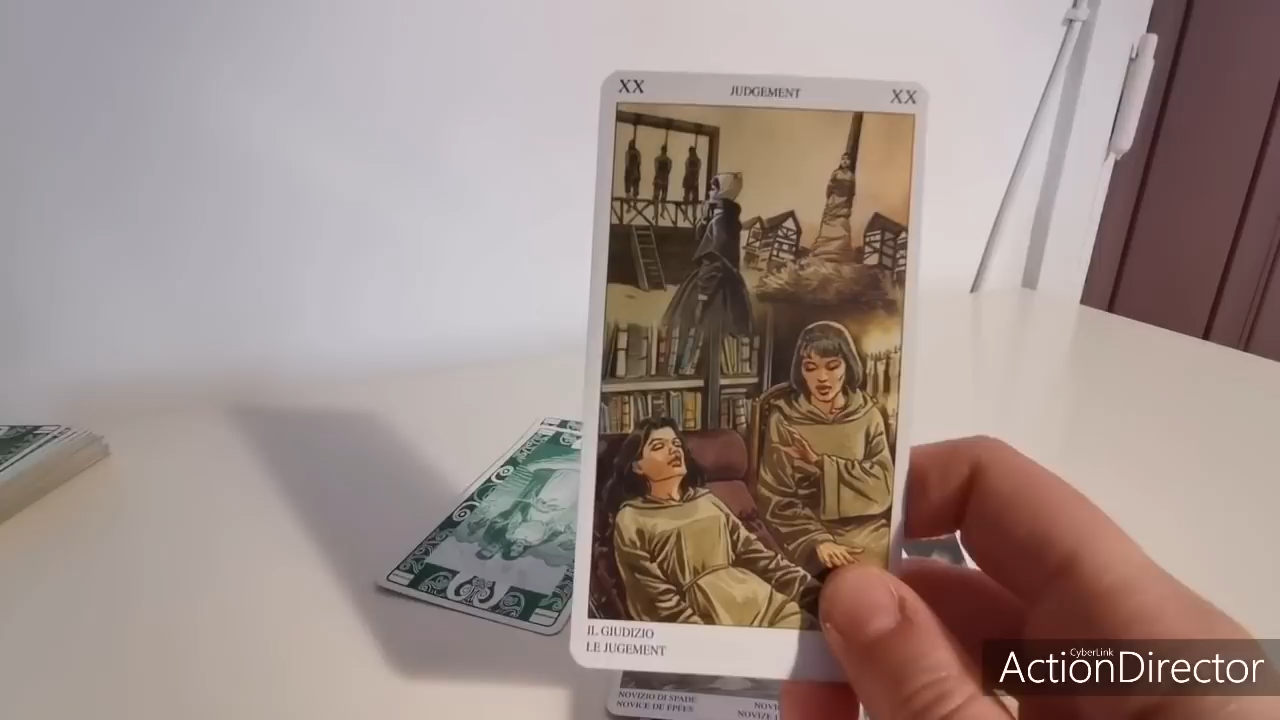 XX JUDGEMENT XX
IL GIUDIZIO
LE JUGEMENT
NOVIZIO DI SPADE
NOVICE DE ÉPÉES
CyberLink
ActionDirector